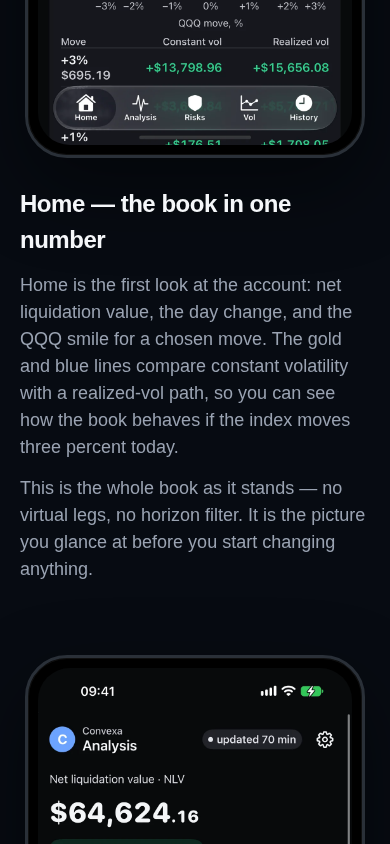 −3% −2% −1% 0% +1% +2% +3%
QQQ move, %
Move Constant vol Realized vol
+3%
$695.19 +$13,798.96 +$15,656.08
Home Analysis Risks Vol History
+1% +$176.51 +$1,708.05
Home — the book in one
number
Home is the first look at the account: net
liquidation value, the day change, and the
QQQ smile for a chosen move. The gold
and blue lines compare constant volatility
with a realized-vol path, so you can see
how the book behaves if the index moves
three percent today.
This is the whole book as it stands — no
virtual legs, no horizon filter. It is the picture
you glance at before you start changing
anything.
09:41
C Convexa
Analysis updated 70 min
Net liquidation value · NLV
$64,624.16